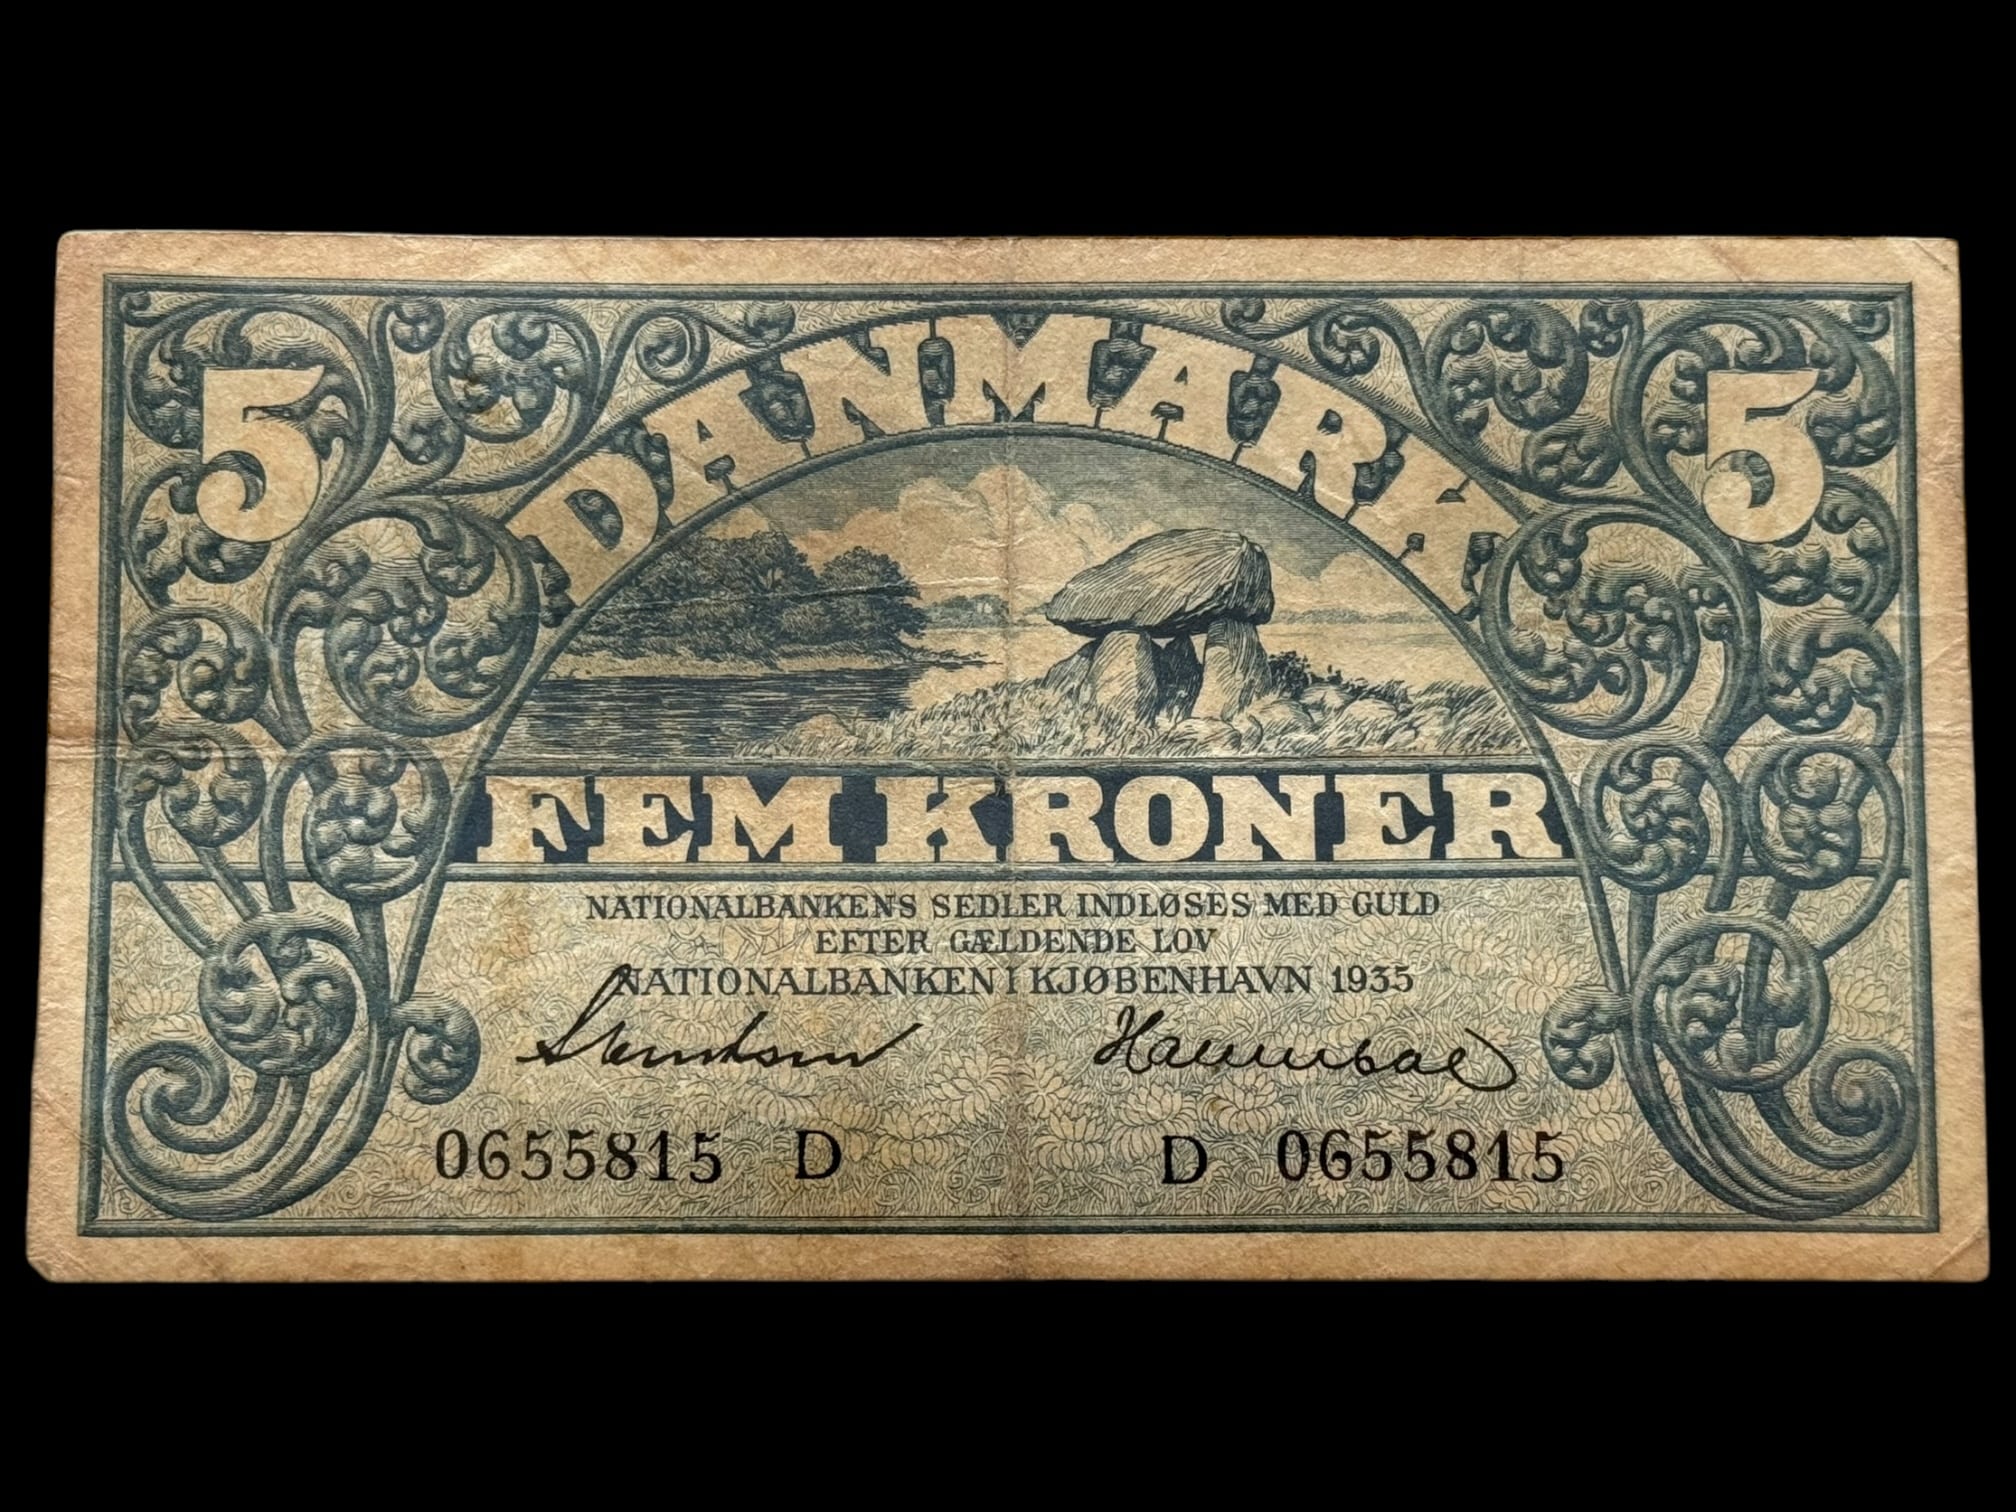 5 5
DANMARK
FEM KRONER
NATIONALBANKENS SEDLER INDLØSES MED GULD
EFTER GÆLDENDE LOV
NATIONALBANKEN I KJØBENHAVN 1935
0655815 D D 0655815